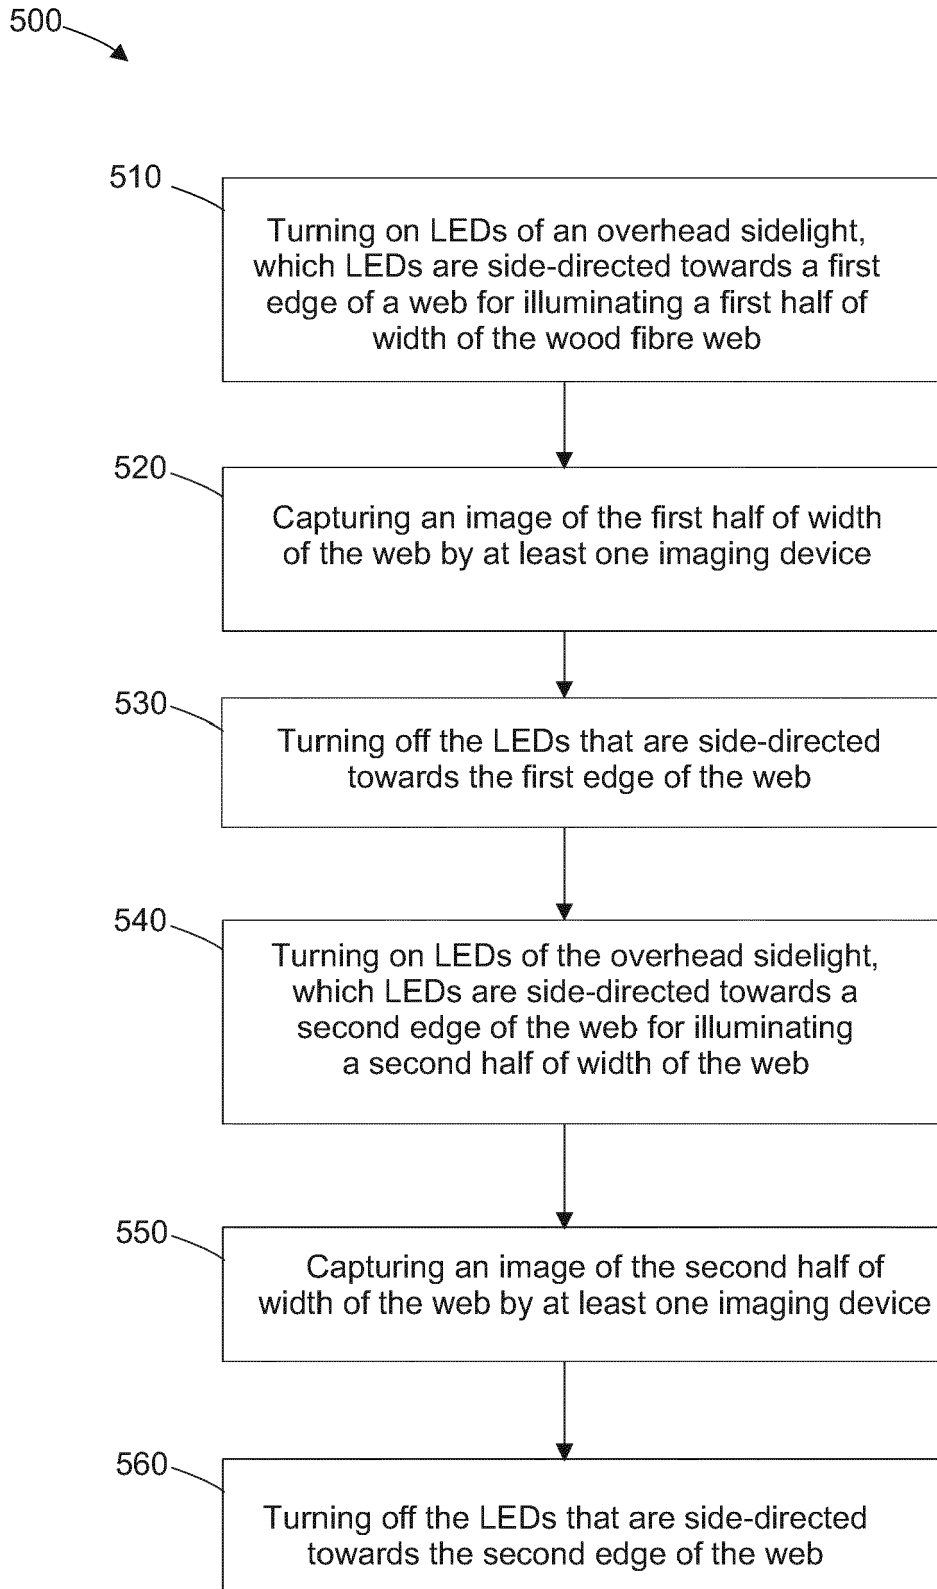 500
510
Turning on LEDs of an overhead sidelight,
which LEDs are side-directed towards a first
edge of a web for illuminating a first half of
width of the wood fibre web
520
Capturing an image of the first half of width
of the web by at least one imaging device
530
Turning off the LEDs that are side-directed
towards the first edge of the web
540
Turning on LEDs of the overhead sidelight,
which LEDs are side-directed towards a
second edge of the web for illuminating
a second half of width of the web
550
Capturing an image of the second half of
width of the web by at least one imaging device
560
Turning off the LEDs that are side-directed
towards the second edge of the web